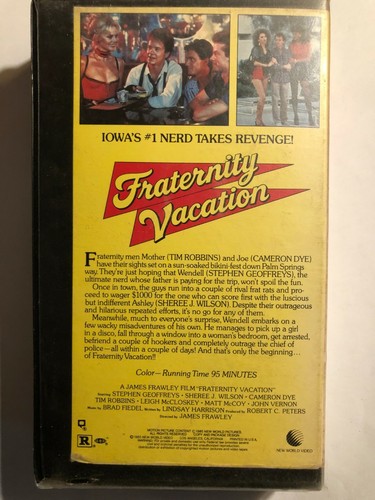 IOWA'S #1 NERD TAKES REVENGE!
Fraternity
Vacation
Fraternity men Mother (TIM ROBBINS) and Joe (CAMERON DYE)
have their sights set on a sun-soaked bikini-fest down Palm Springs
way. They're just hoping that Wendell (STEPHEN GEOFFREYS), the
ultimate nerd whose father is paying for the trip, won't spoil the fun.
Once in town, the guys run into a couple of rival frat rats and pro-
ceed to wager $1000 for the one who can score first with the luscious
but indifferent Ashley (SHEREE J. WILSON). Despite their outrageous
and hilarious repeated efforts, it's no go for any of them.
Meanwhile, much to everyone's surprise, Wendell embarks on a
few wacky misadventures of his own. He manages to pick up a girl
in a disco, fall through a window into a woman's bedroom, get arrested,
befriend a couple of hookers and completely outrage the chief of
police—all within a couple of days! And that's only the beginning...
of Fraternity Vacation!!
Color—Running Time 95 MINUTES
A JAMES FRAWLEY FILM "FRATERNITY VACATION"
Starring STEPHEN GEOFFREYS • SHEREE J. WILSON • CAMERON DYE
TIM ROBBINS • LEIGH McCLOSKEY • MATT McCOY • JOHN VERNON
Music by BRAD FIEDEL Written by LINDSAY HARRISON Produced by ROBERT C. PETERS
Directed by JAMES FRAWLEY
R
NEW WORLD VIDEO